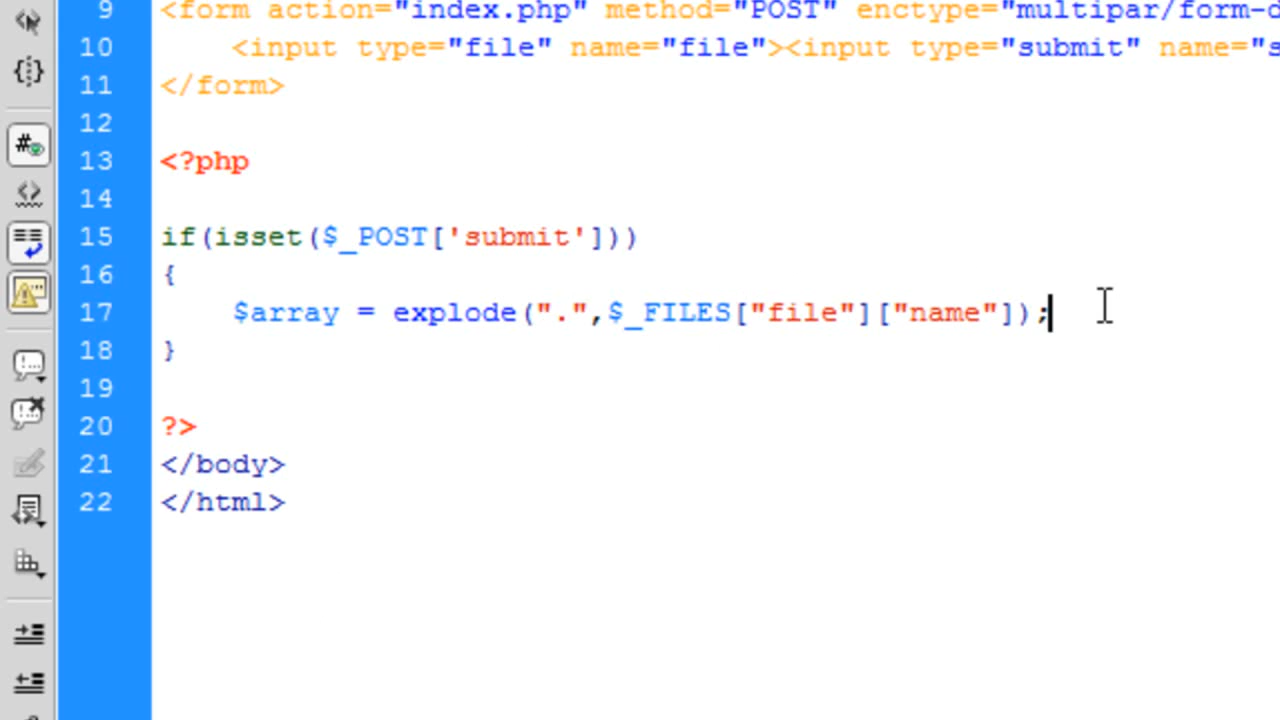 9 <form action="index.php" method="POST" enctype="multipar/form-d
10 <input type="file" name="file"><input type="submit" name="s
11 </form>
12
13 <?php
14
15 if(isset($_POST['submit']))
16 {
17 $array = explode(".",$_FILES["file"]["name"]);
18 }
19
20 ?>
21 </body>
22 </html>